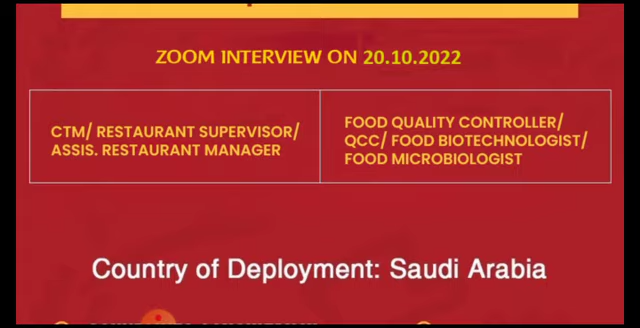 ZOOM INTERVIEW ON 20.10.2022
CTM/ RESTAURANT SUPERVISOR/
ASSIS. RESTAURANT MANAGER
FOOD QUALITY CONTROLLER/
QCC/ FOOD BIOTECHNOLOGIST/
FOOD MICROBIOLOGIST
Country of Deployment: Saudi Arabia